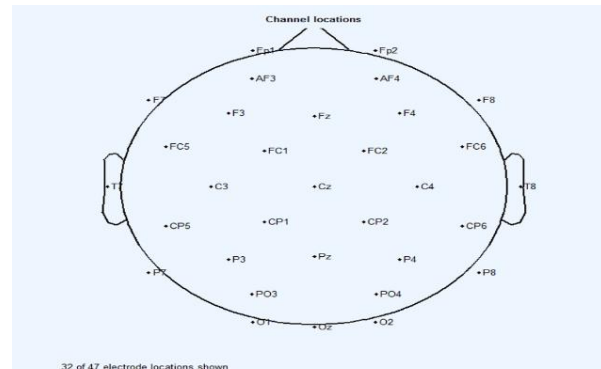 Channel locations
Fp1 Fp2
AF3 AF4
F7 F8
F3 Fz F4
FC5 FC1 FC2 FC6
T7 C3 Cz C4 T8
CP5 CP1 CP2 CP6
P3 Pz P4
P7 P8
PO3 PO4
O1 Oz O2
32 of 47 electrode locations shown